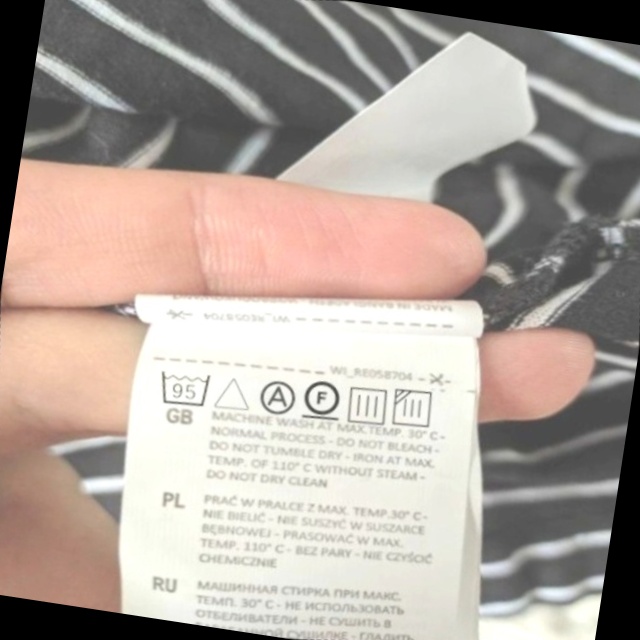 WI_RE058704
95 A F
GB MACHINE WASH AT MAX.TEMP. 30° C -
NORMAL PROCESS - DO NOT BLEACH -
DO NOT TUMBLE DRY - IRON AT MAX.
TEMP. OF 110° C WITHOUT STEAM -
DO NOT DRY CLEAN
PL PRAĆ W PRALCE Z MAX. TEMP.30° C -
NIE BIELIĆ - NIE SUSZYĆ W SUSZARCE
BĘBNOWEJ - PRASOWAĆ W MAX.
TEMP. 110° C - BEZ PARY - NIE CZYŚCIĆ
CHEMICZNIE
RU МАШИННАЯ СТИРКА ПРИ МАКС.
ТЕМП. 30° C - НЕ ИСПОЛЬЗОВАТЬ
ОТБЕЛИВАТЕЛИ - НЕ СУШИТЬ В
СУШИЛКЕ - ГЛАДИТЬ